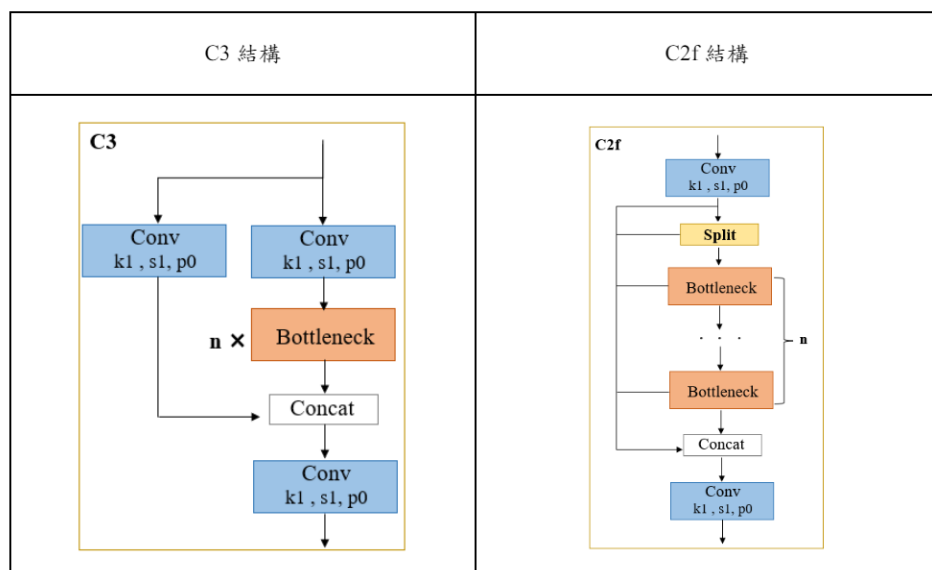 C3 結構
C2f 結構
C3
Conv
k1 , s1, p0
Conv
k1 , s1, p0
n ×
Bottleneck
Concat
Conv
k1 , s1, p0
C2f
Conv
k1 , s1, p0
Split
Bottleneck
. . .
n
Bottleneck
Concat
Conv
k1 , s1, p0